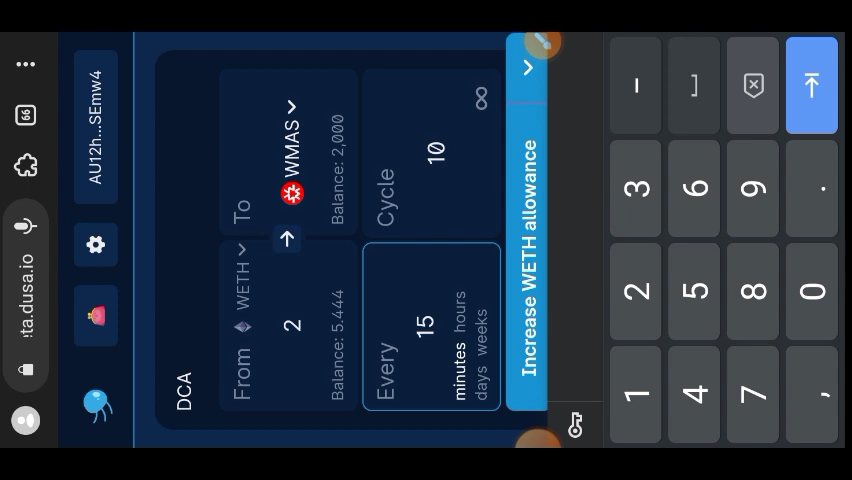 ta.dusa.io
66
AU12h...SEmw4
DCA
From WETH
2
Balance: 5.444
To
WMAS
Balance: 2,000
Every
15
minutes hours
days weeks
Cycle
10
∞
Increase WETH allowance
1 2 3 -
4 5 6
7 8 9
, 0 .